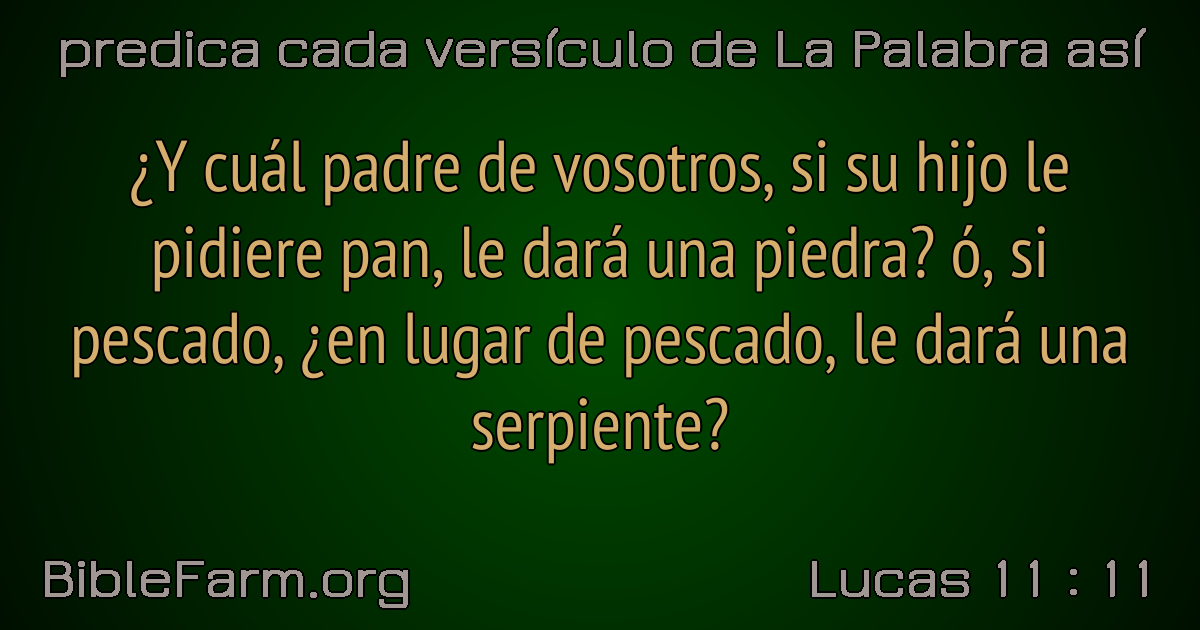 predica cada versículo de La Palabra así
¿Y cuál padre de vosotros, si su hijo le
pidiere pan, le dará una piedra? ó, si
pescado, ¿en lugar de pescado, le dará una
serpiente?
BibleFarm.org
Lucas 11 : 11